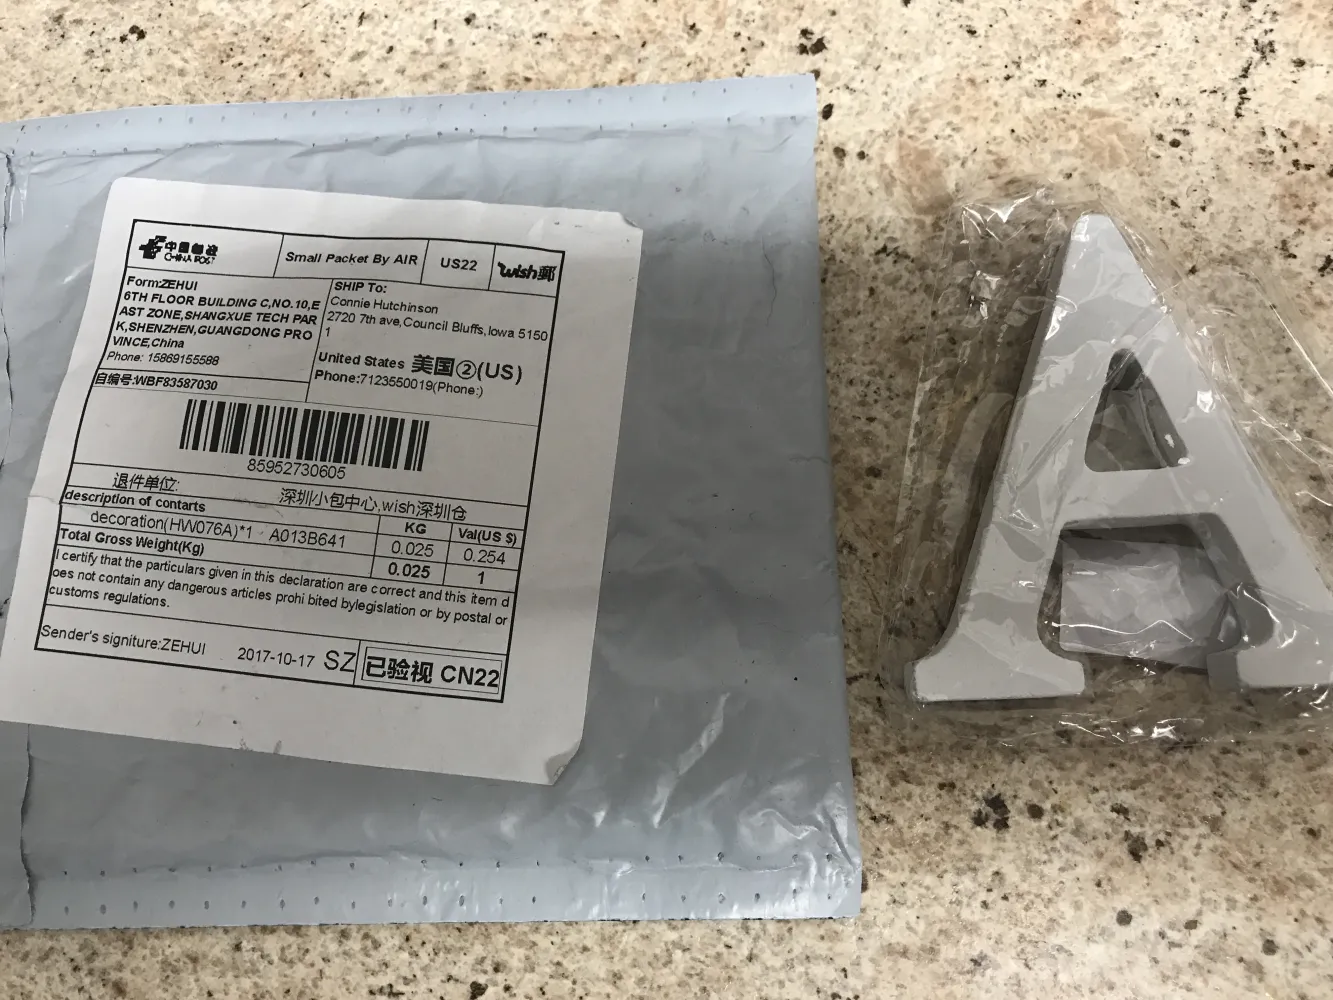 中国邮政
CHINA POST
Small Packet By AIR
US22
wish邮
Form:ZEHUI
6TH FLOOR BUILDING C,NO.10,E
AST ZONE,SHANGXUE TECH PAR
K,SHENZHEN,GUANGDONG PRO
VINCE,China
Phone: 15869155588
自编号:WBF83587030
SHIP To:
Connie Hutchinson
2720 7th ave,Council Bluffs,Iowa 5150
1
United States 美国②(US)
Phone:7123550019(Phone:)
85952730605
退件单位: 深圳小包中心,wish深圳仓
description of contarts
KG
Val(US $)
decoration(HW076A)*1 A013B641
0.025
0.254
Total Gross Weight(Kg)
0.025
1
I certify that the particulars given in this declaration are correct and this item d
oes not contain any dangerous articles prohi bited bylegislation or by postal or
customs regulations.
Sender's signiture:ZEHUI 2017-10-17 SZ 已验视 CN22
A